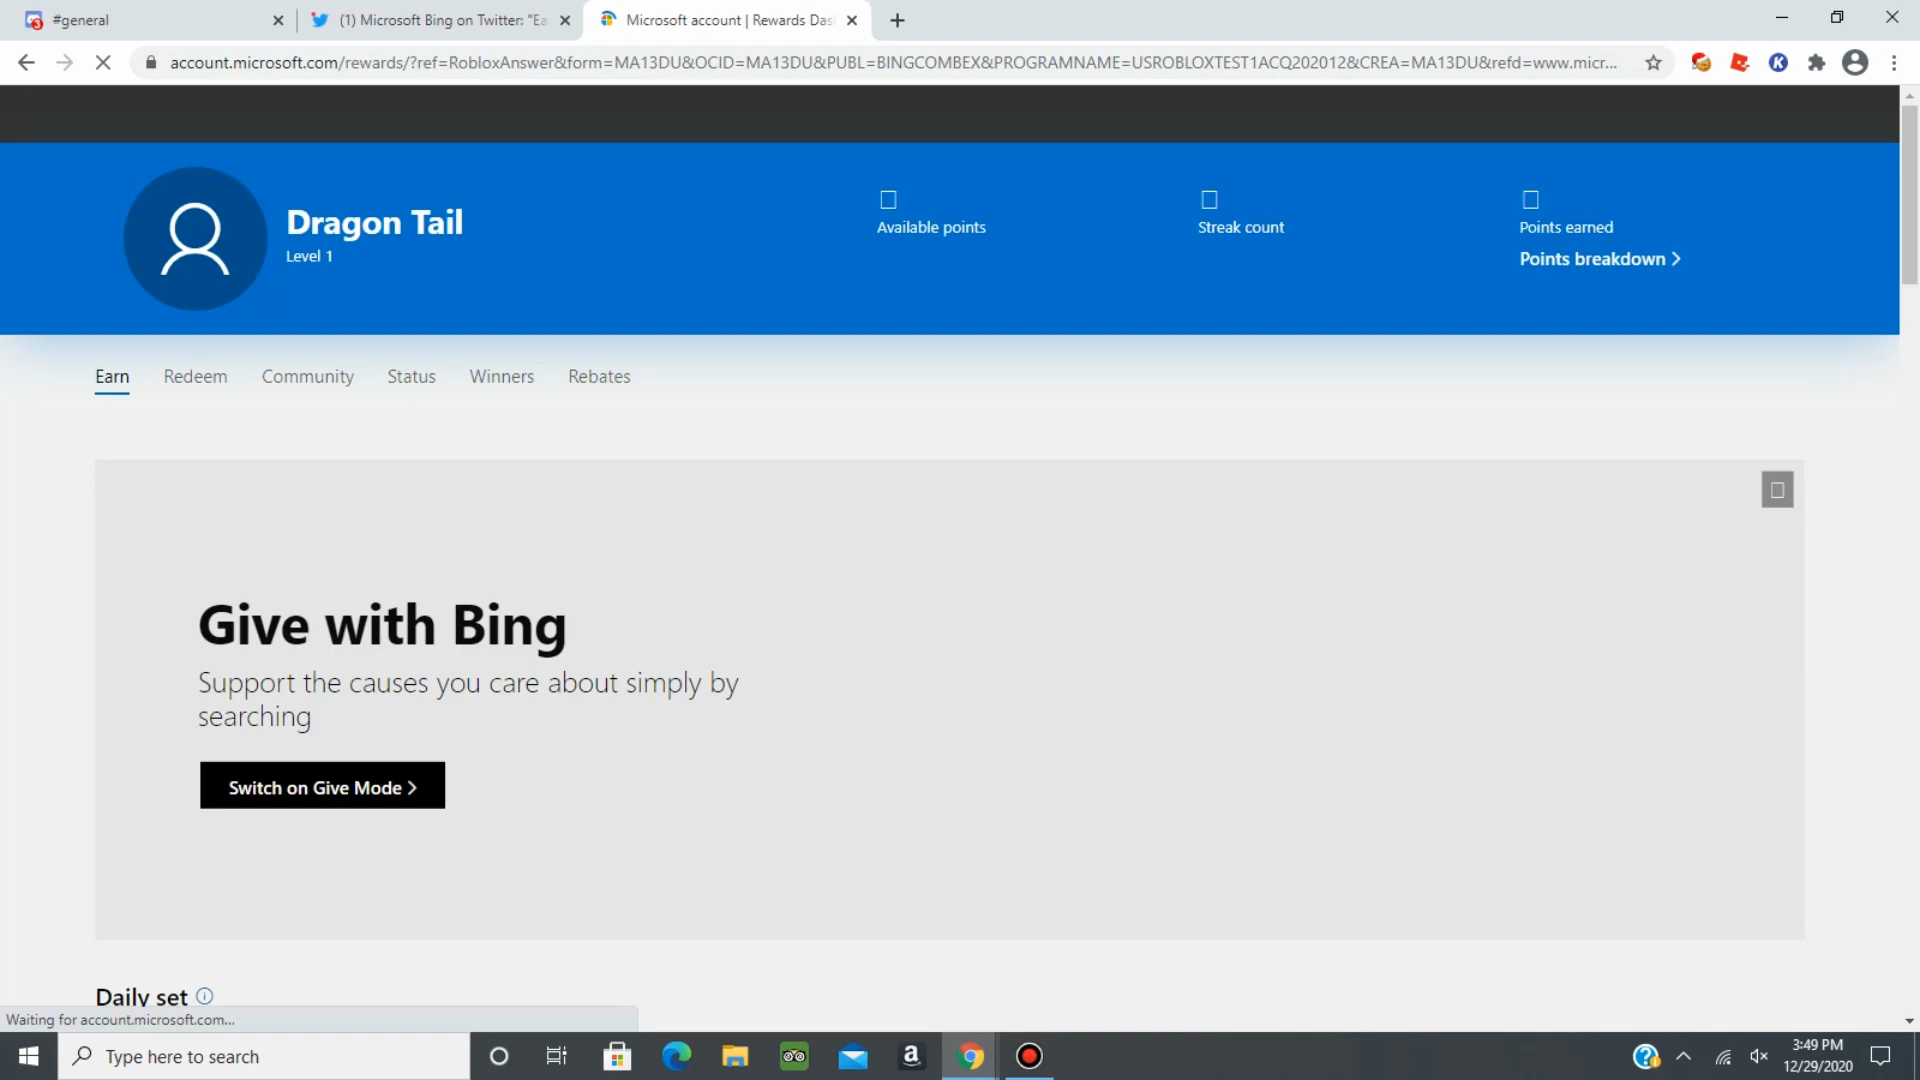 #general
(1) Microsoft Bing on Twitter: "Ea
Microsoft account | Rewards Das
account.microsoft.com/rewards/?ref=RobloxAnswer&form=MA13DU&OCID=MA13DU&PUBL=BINGCOMBEX&PROGRAMNAME=USROBLOXTEST1ACQ202012&CREA=MA13DU&refd=www.micr...
Dragon Tail
Level 1
Available points
Streak count
Points earned
Points breakdown
Earn
Redeem
Community
Status
Winners
Rebates
Give with Bing
Support the causes you care about simply by
searching
Switch on Give Mode
Daily set
Waiting for account.microsoft.com...
Type here to search
3:49 PM
12/29/2020